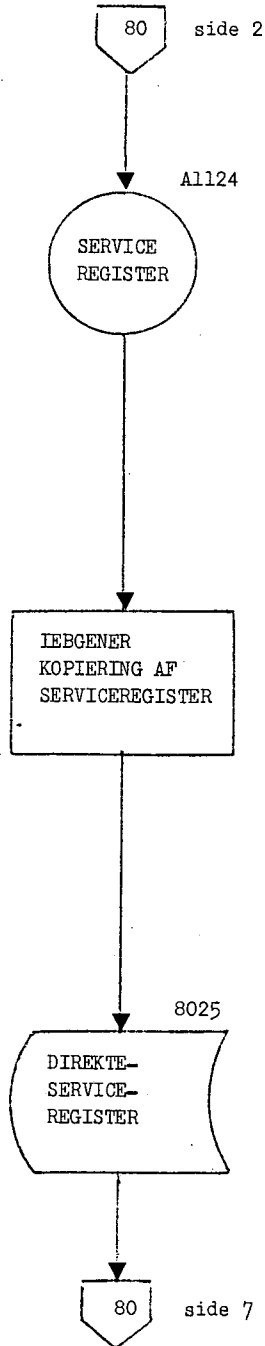 80 side 2
A1124
SERVICE
REGISTER
IEBGENER
KOPIERING AF
SERVICEREGISTER
8025
DIREKTE-
SERVICE-
REGISTER
80 side 7